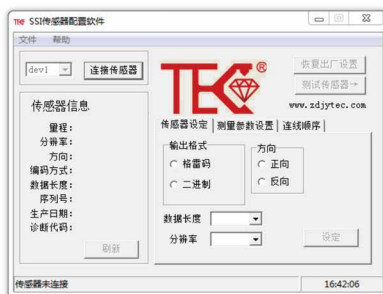 TEK SSI传感器配置软件
文件 帮助
dev1
连接传感器
TEK®
恢复出厂设置
测试传感器→
www.zdjytec.com
传感器信息
量程:
分辨率:
方向:
编码方式:
数据长度:
序列号:
生产日期:
诊断代码:
刷新
传感器设定 测量参数设置 连线顺序
输出格式
格雷码
二进制
方向
正向
反向
数据长度
分辨率
设定
传感器未连接
16:42:06